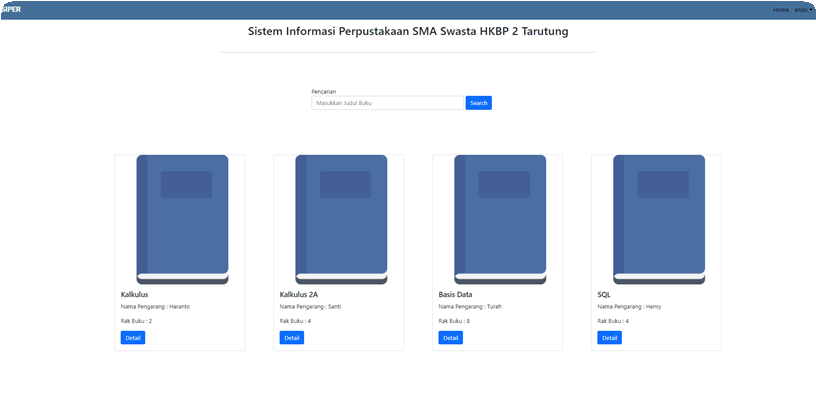 SIPER
Home ando
Sistem Informasi Perpustakaan SMA Swasta HKBP 2 Tarutung
Pencarian
Masukkan Judul Buku Search
Kalkulus
Nama Pengarang : Haranto
Rak Buku : 2
Detail
Kalkulus 2A
Nama Pengarang : Santi
Rak Buku : 4
Detail
Basis Data
Nama Pengarang : Turah
Rak Buku : 8
Detail
SQL
Nama Pengarang : Henry
Rak Buku : 4
Detail